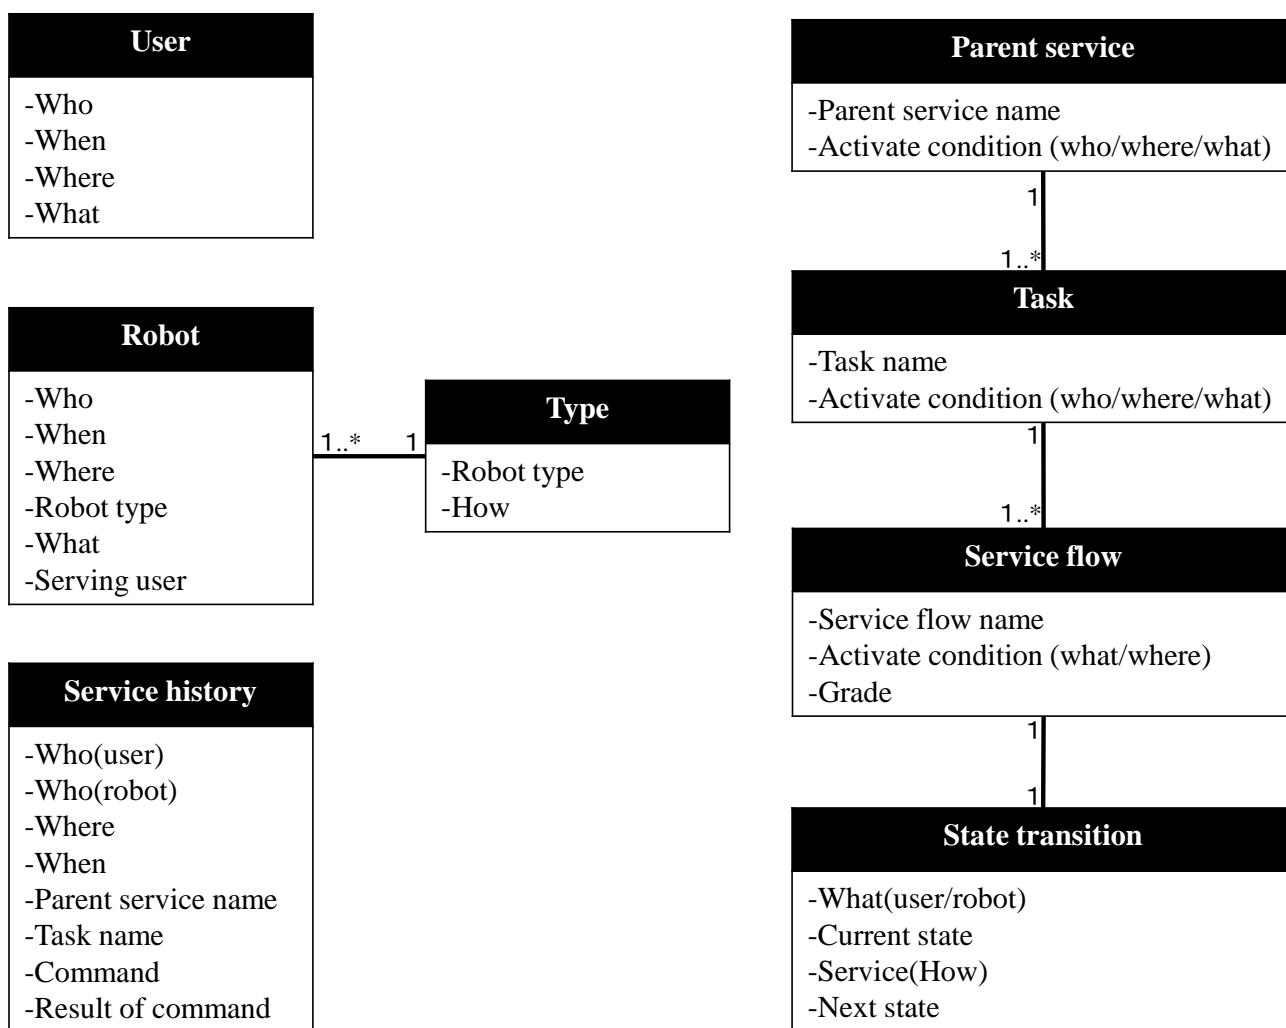 User
-Who
-When
-Where
-What
Robot
-Who
-When
-Where
-Robot type
-What
-Serving user
1..*
1
Type
-Robot type
-How
Service history
-Who(user)
-Who(robot)
-Where
-When
-Parent service name
-Task name
-Command
-Result of command
Parent service
-Parent service name
-Activate condition (who/where/what)
1
1..*
Task
-Task name
-Activate condition (who/where/what)
1
1..*
Service flow
-Service flow name
-Activate condition (what/where)
-Grade
1
1
State transition
-What(user/robot)
-Current state
-Service(How)
-Next state